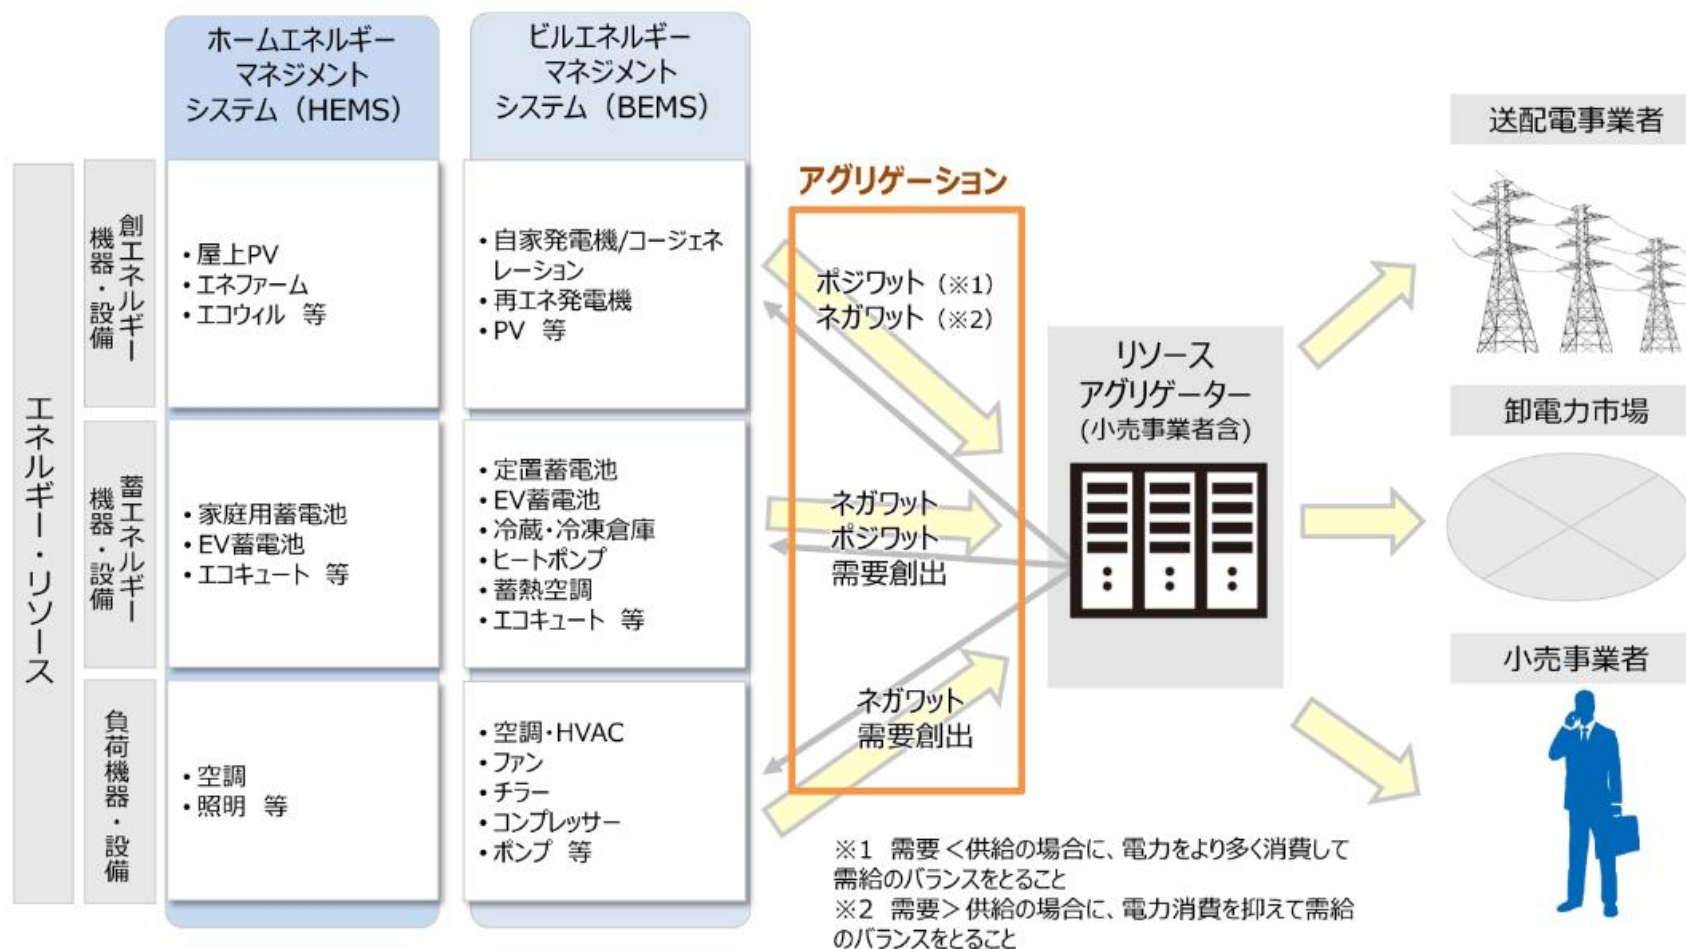 ホームエネルギー
マネジメント
システム（HEMS）
ビルエネルギー
マネジメント
システム（BEMS）
エネルギー・リソース
創エネルギー
機器・設備
・屋上PV
・エネファーム
・エコウィル 等
・自家発電機/コージェネ
レーション
・再エネ発電機
・PV 等
蓄エネルギー
機器・設備
・家庭用蓄電池
・EV蓄電池
・エコキュート 等
・定置蓄電池
・EV蓄電池
・冷蔵・冷凍倉庫
・ヒートポンプ
・蓄熱空調
・エコキュート 等
負荷機器・設備
・空調
・照明 等
・空調・HVAC
・ファン
・チラー
・コンプレッサー
・ポンプ 等
アグリゲーション
ポジワット（※1）
ネガワット（※2）
ネガワット
ポジワット
需要創出
ネガワット
需要創出
リソース
アグリゲーター
(小売事業者含)
送配電事業者
卸電力市場
小売事業者
※1 需要＜供給の場合に、電力をより多く消費して
需給のバランスをとること
※2 需要＞供給の場合に、電力消費を抑えて需給
のバランスをとること